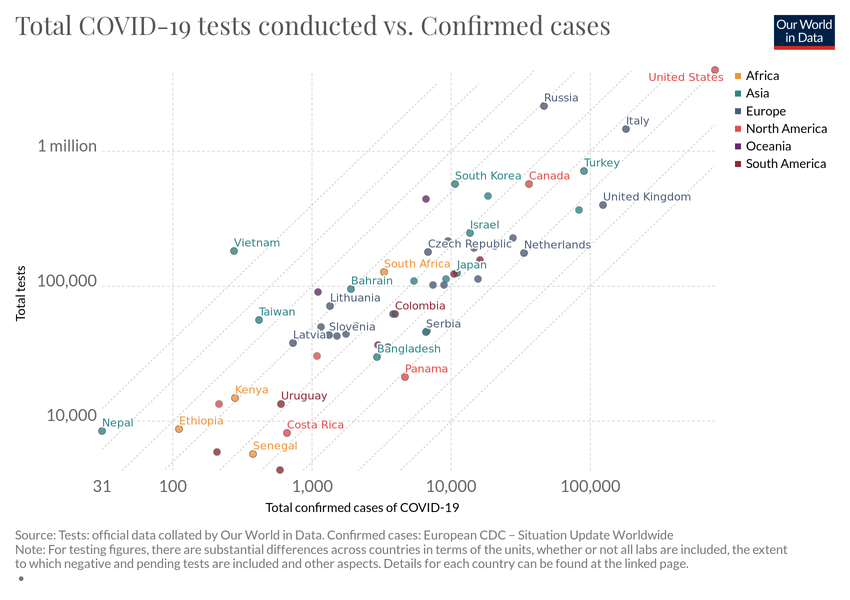 Total COVID-19 tests conducted vs. Confirmed cases
Our World
in Data
Africa
Asia
Europe
North America
Oceania
South America
Total tests
1 million
100,000
10,000
United States
Russia
Italy
Turkey
South Korea
Canada
United Kingdom
Israel
Vietnam
Czech Republic
Netherlands
South Africa
Japan
Bahrain
Lithuania
Colombia
Taiwan
Slovenia
Serbia
Latvia
Bangladesh
Panama
Kenya
Uruguay
Nepal
Ethiopia
Costa Rica
Senegal
31
100
1,000
10,000
100,000
Total confirmed cases of COVID-19
Source: Tests: official data collated by Our World in Data. Confirmed cases: European CDC – Situation Update Worldwide
Note: For testing figures, there are substantial differences across countries in terms of the units, whether or not all labs are included, the extent
to which negative and pending tests are included and other aspects. Details for each country can be found at the linked page.